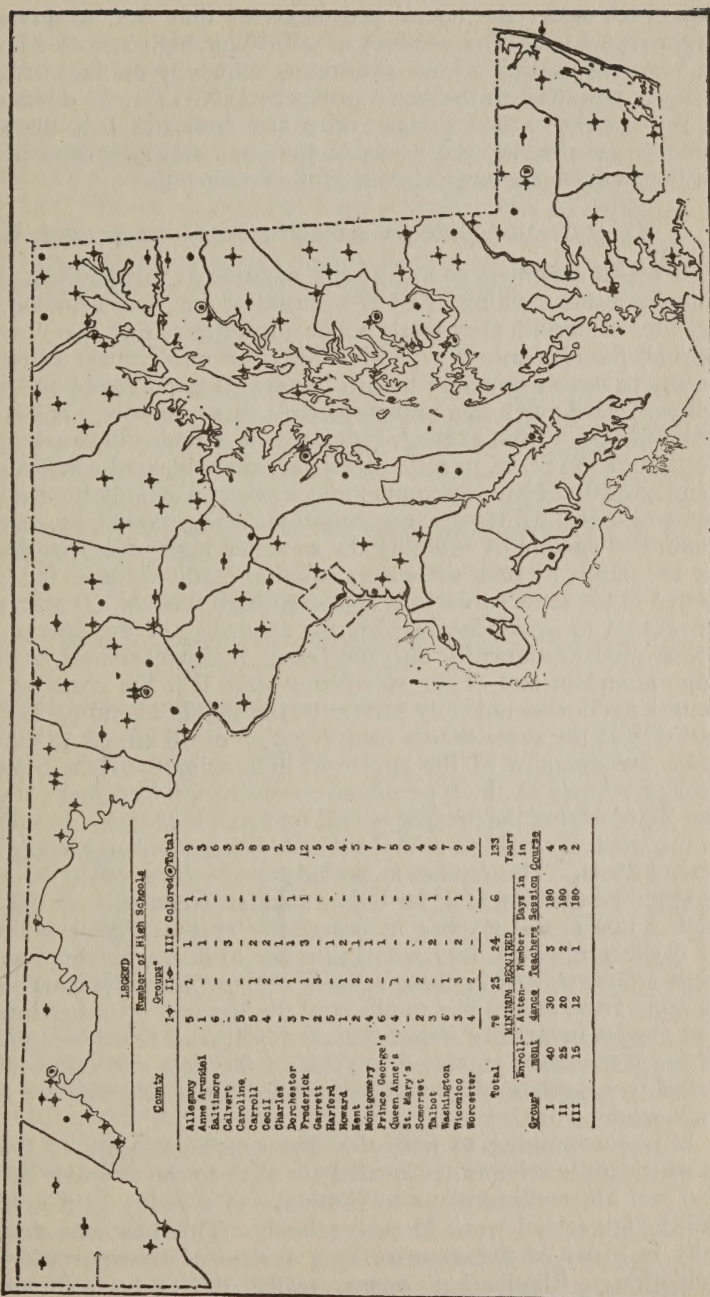 LEGEND
Number of High Schools
Groups*
County I II III Colored Total
Allegany 5 2 1 1 9
Anne Arundel 1 - 1 1 3
Baltimore 6 - - - 6
Calvert - - 3 - 3
Caroline 5 - - - 5
Carroll 5 1 2 - 8
Cecil 4 2 2 - 8
Charles - 1 1 - 2
Dorchester 3 1 1 1 6
Frederick 7 1 3 1 12
Garrett 2 3 - - 5
Harford 5 - 1 - 6
Howard 1 1 2 - 4
Kent 2 2 1 - 5
Montgomery 4 2 1 - 7
Prince George's 6 - 1 - 7
Queen Anne's 4 1 - - 5
St. Mary's - - - - 0
Somerset 2 2 - - 4
Talbot 3 - 2 1 6
Washington 6 1 - - 7
Wicomico 3 3 2 1 9
Worcester 4 2 - - 6
Total 78 25 24 6 133
MINIMUM REQUIRED
Group* Enroll- ment Atten- dance Number Teachers Days in Session Years in Course
I 40 30 3 180 4
II 25 20 2 180 3
III 15 12 1 180 2